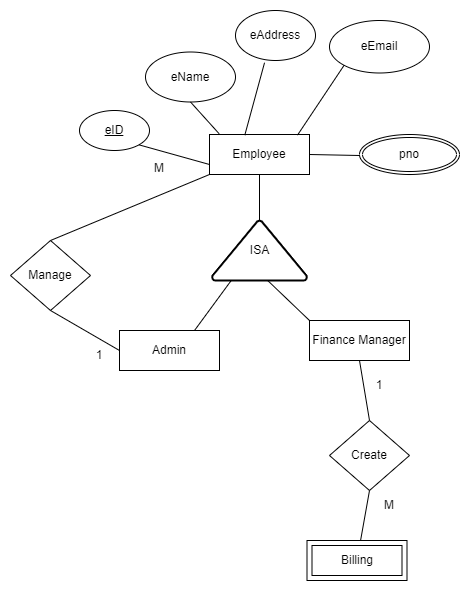 eAddress
eEmail
eName
eID
Employee
pno
M
ISA
Manage
Admin
Finance Manager
1
1
Create
M
Billing